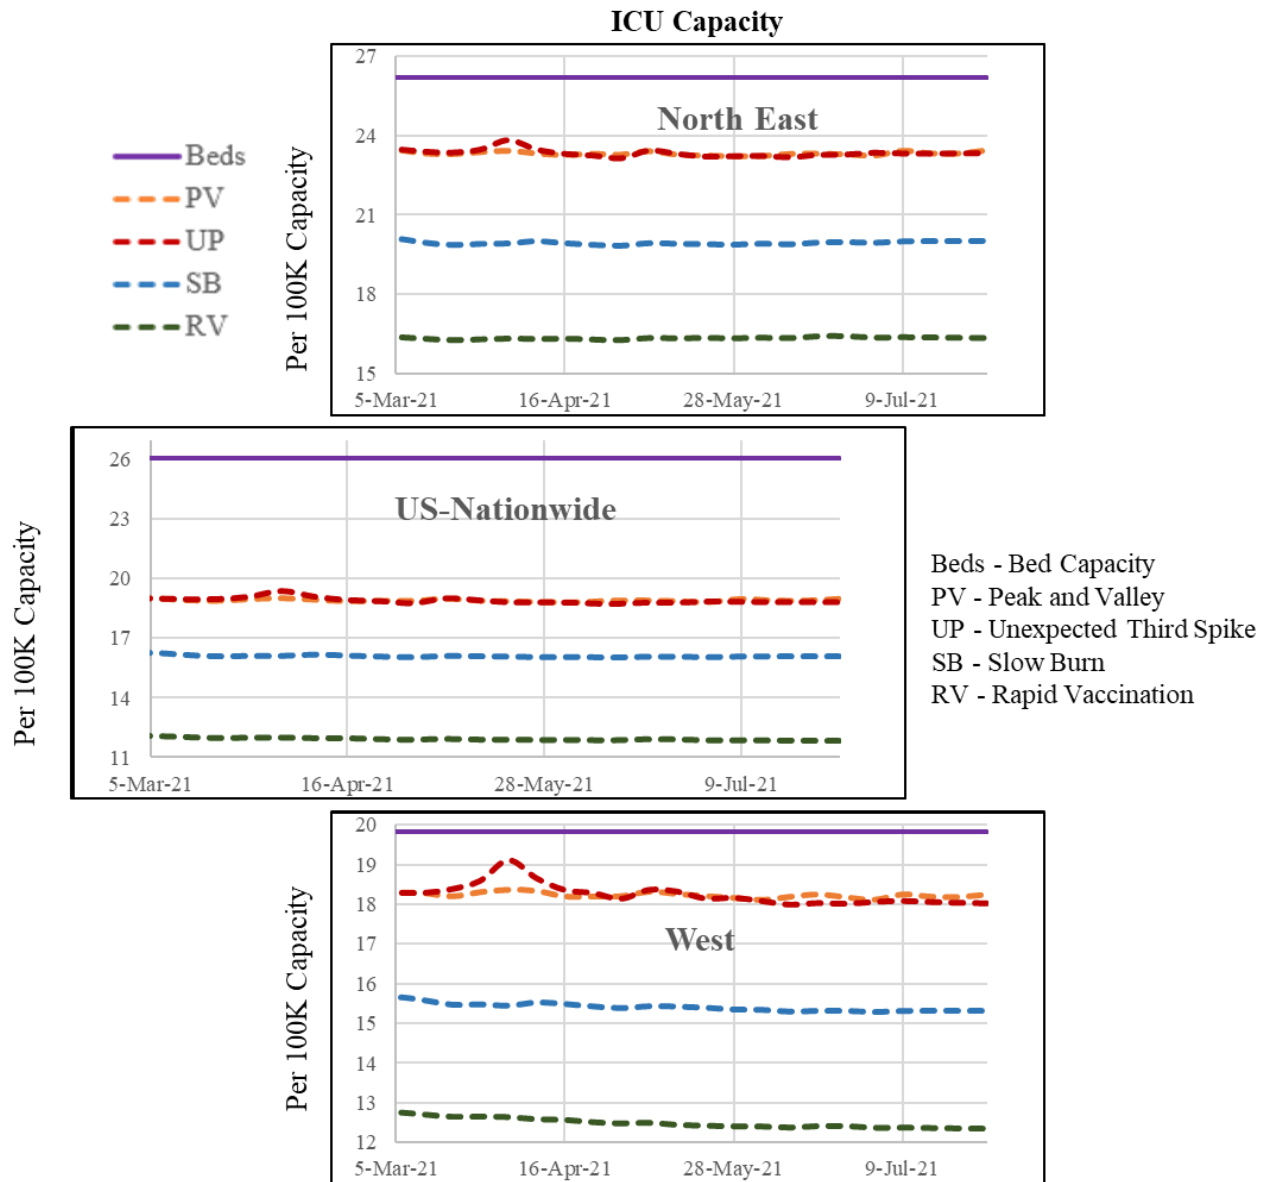 ICU Capacity
Beds
PV
UP
SB
RV
Per 100K Capacity
27
24
21
18
15
North East
5-Mar-21 16-Apr-21 28-May-21 9-Jul-21
Per 100K Capacity
26
23
20
17
14
11
US-Nationwide
5-Mar-21 16-Apr-21 28-May-21 9-Jul-21
Beds - Bed Capacity
PV - Peak and Valley
UP - Unexpected Third Spike
SB - Slow Burn
RV - Rapid Vaccination
Per 100K Capacity
20
19
18
17
16
15
14
13
12
West
5-Mar-21 16-Apr-21 28-May-21 9-Jul-21